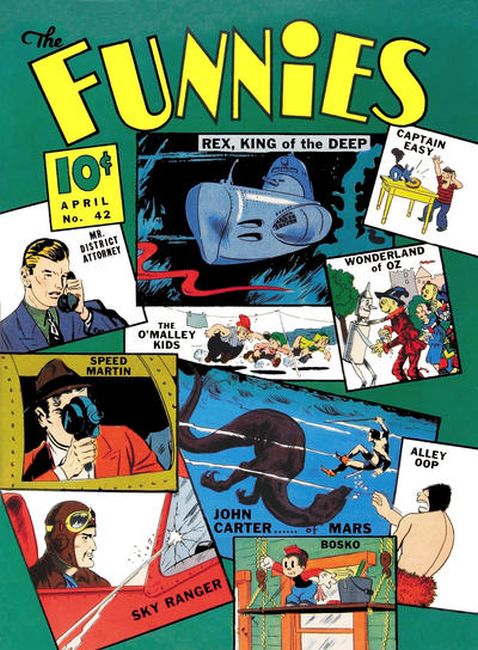 The
FUNNIES
10¢
APRIL
No. 42
REX, KING of the DEEP
CAPTAIN
EASY
MR.
DISTRICT
ATTORNEY
WONDERLAND
of OZ
THE
O'MALLEY
KIDS
SPEED
MARTIN
ALLEY
OOP
JOHN
CARTER...... of MARS
BOSKO
SKY RANGER